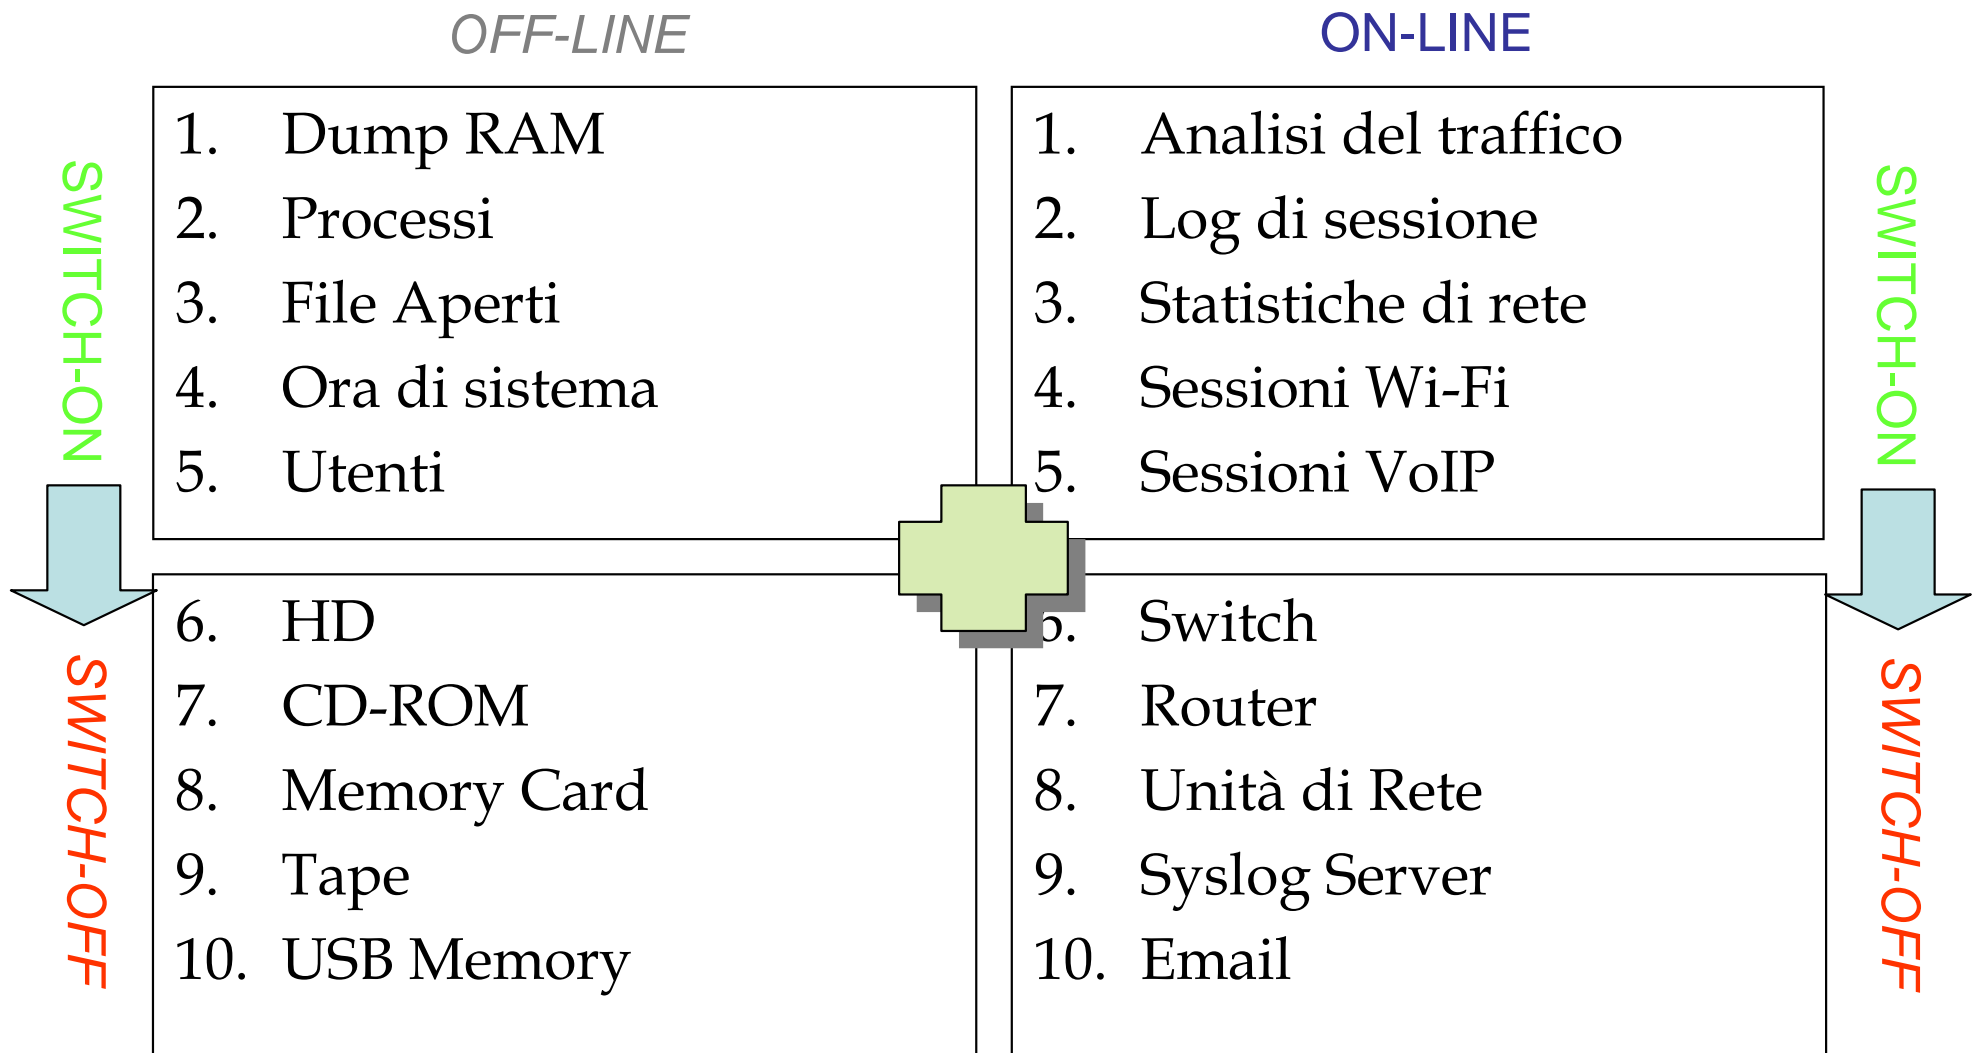 OFF-LINE
ON-LINE
SWITCH-ON
1. Dump RAM
2. Processi
3. File Aperti
4. Ora di sistema
5. Utenti
1. Analisi del traffico
2. Log di sessione
3. Statistiche di rete
4. Sessioni Wi-Fi
5. Sessioni VoIP
SWITCH-ON
SWITCH-OFF
6. HD
7. CD-ROM
8. Memory Card
9. Tape
10. USB Memory
6. Switch
7. Router
8. Unità di Rete
9. Syslog Server
10. Email
SWITCH-OFF